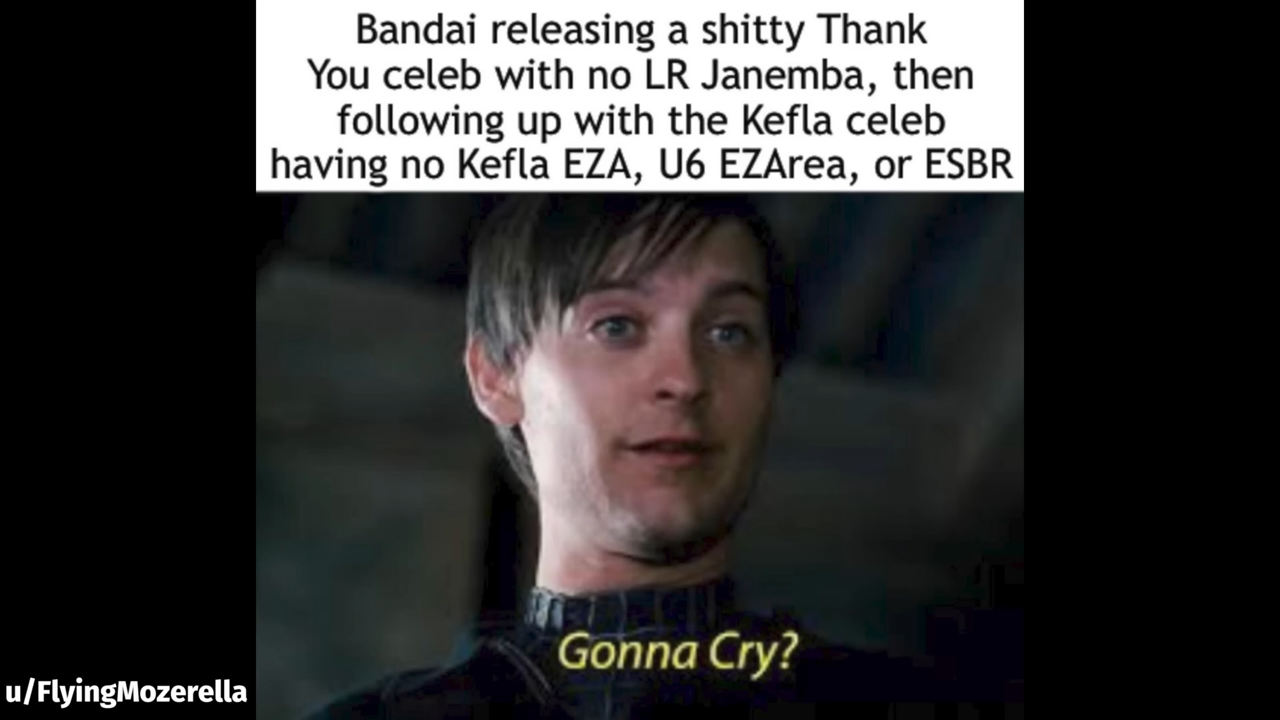 Bandai releasing a shitty Thank
You celeb with no LR Janemba, then
following up with the Kefla celeb
having no Kefla EZA, U6 EZArea, or ESBR
Gonna Cry?
u/FlyingMozerella